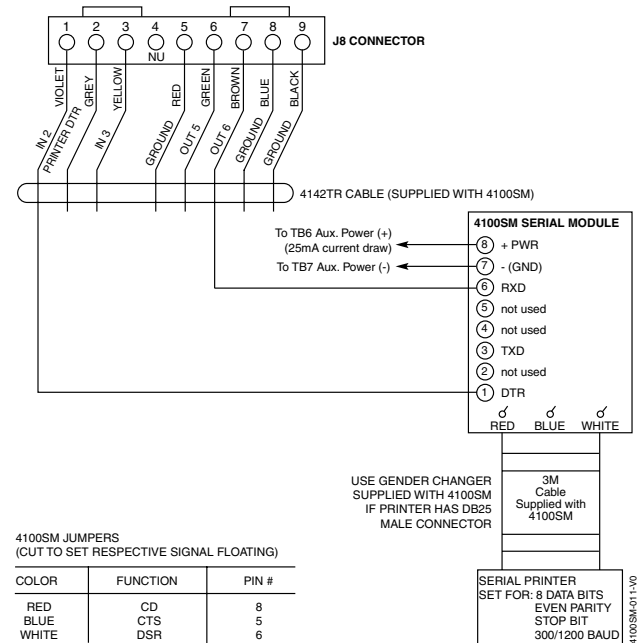 1 2 3 4 5 6 7 8 9
NU
J8 CONNECTOR
VIOLET
GREY
YELLOW
RED
GREEN
BROWN
BLUE
BLACK
IN 2
PRINTER DTR
IN 3
GROUND
OUT 5
OUT 6
GROUND
GROUND
4142TR CABLE (SUPPLIED WITH 4100SM)
To TB6 Aux. Power (+)
(25mA current draw)
To TB7 Aux. Power (-)
4100SM SERIAL MODULE
8 + PWR
7 - (GND)
6 RXD
5 not used
4 not used
3 TXD
2 not used
1 DTR
RED BLUE WHITE
USE GENDER CHANGER
SUPPLIED WITH 4100SM
IF PRINTER HAS DB25
MALE CONNECTOR
3M
Cable
Supplied with
4100SM
4100SM JUMPERS
(CUT TO SET RESPECTIVE SIGNAL FLOATING)
COLOR FUNCTION PIN #
RED CD 8
BLUE CTS 5
WHITE DSR 6
SERIAL PRINTER
SET FOR: 8 DATA BITS
EVEN PARITY
STOP BIT
300/1200 BAUD
4100SM-011-V0